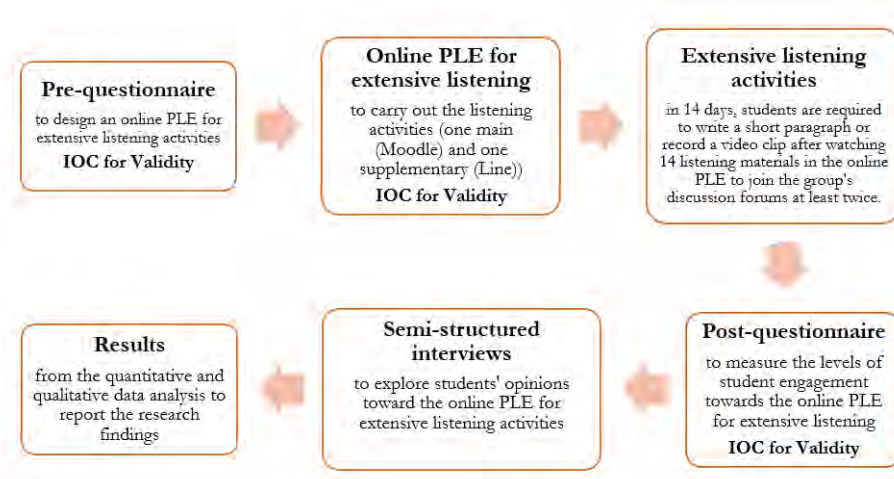 Pre-questionnaire
to design an online PLE for
extensive listening activities
IOC for Validity
Online PLE for
extensive listening
to carry out the listening
activities (one main
(Moodle) and one
supplementary (Line))
IOC for Validity
Extensive listening
activities
in 14 days, students are required
to write a short paragraph or
record a video clip after watching
14 listening materials in the online
PLE to join the group's
discussion forums at least twice.
Post-questionnaire
to measure the levels of
student engagement
towards the online PLE
for extensive listening
IOC for Validity
Semi-structured
interviews
to explore students' opinions
toward the online PLE for
extensive listening activities
Results
from the quantitative and
qualitative data analysis to
report the research
findings